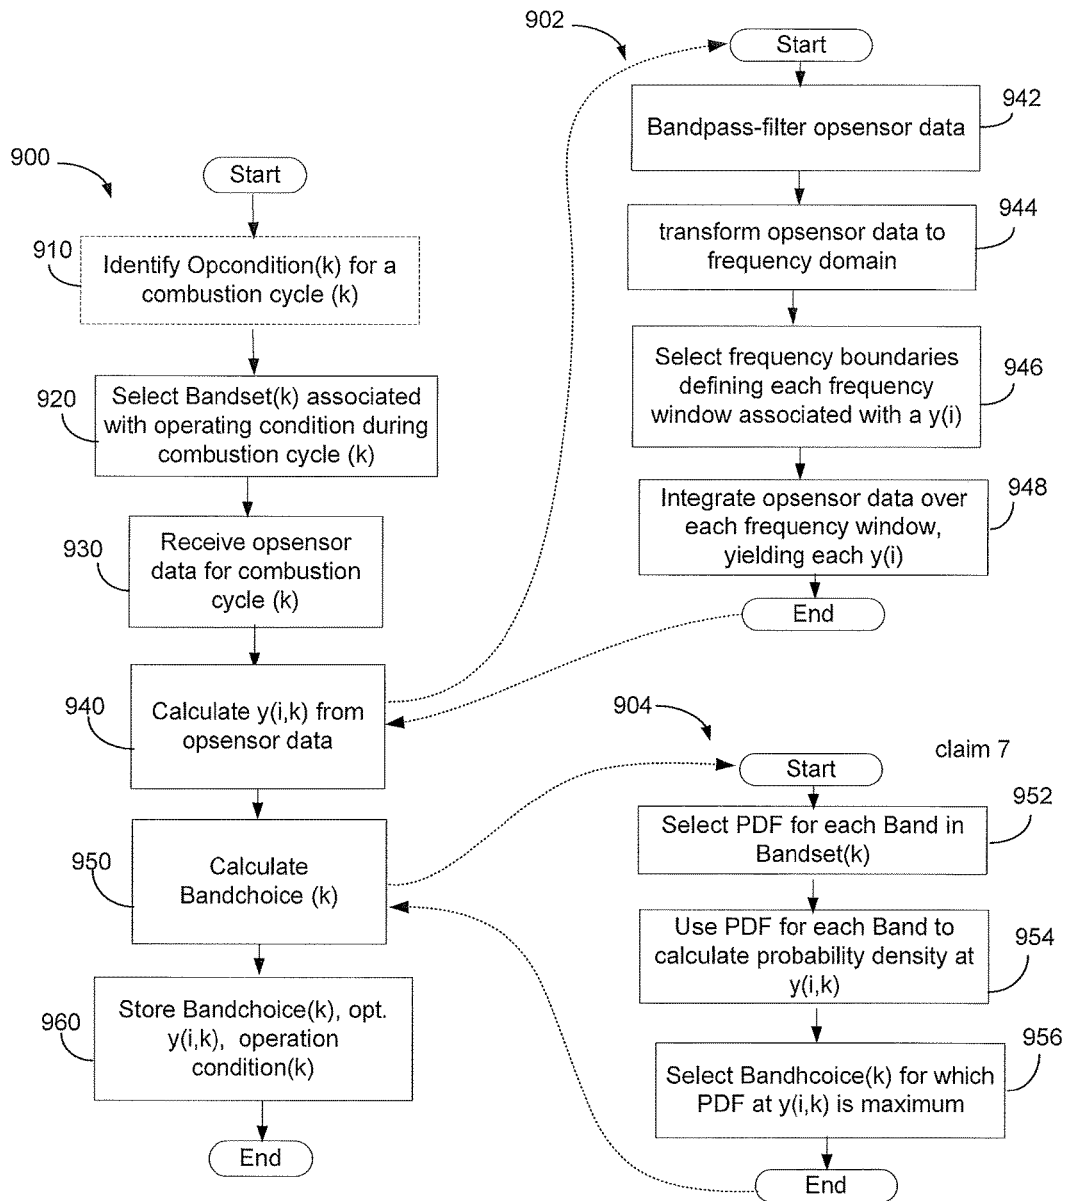 900
Start
910
Identify Opcondition(k) for a
combustion cycle (k)
920
Select Bandset(k) associated
with operating condition during
combustion cycle (k)
930
Receive opsensor
data for combustion
cycle (k)
940
Calculate y(i,k) from
opsensor data
950
Calculate
Bandchoice (k)
960
Store Bandchoice(k), opt.
y(i,k), operation
condition(k)
End
902
Start
942
Bandpass-filter opsensor data
944
transform opsensor data to
frequency domain
946
Select frequency boundaries
defining each frequency
window associated with a y(i)
948
Integrate opsensor data over
each frequency window,
yielding each y(i)
End
904
claim 7
Start
952
Select PDF for each Band in
Bandset(k)
954
Use PDF for each Band to
calculate probability density at
y(i,k)
956
Select Bandhcoice(k) for which
PDF at y(i,k) is maximum
End